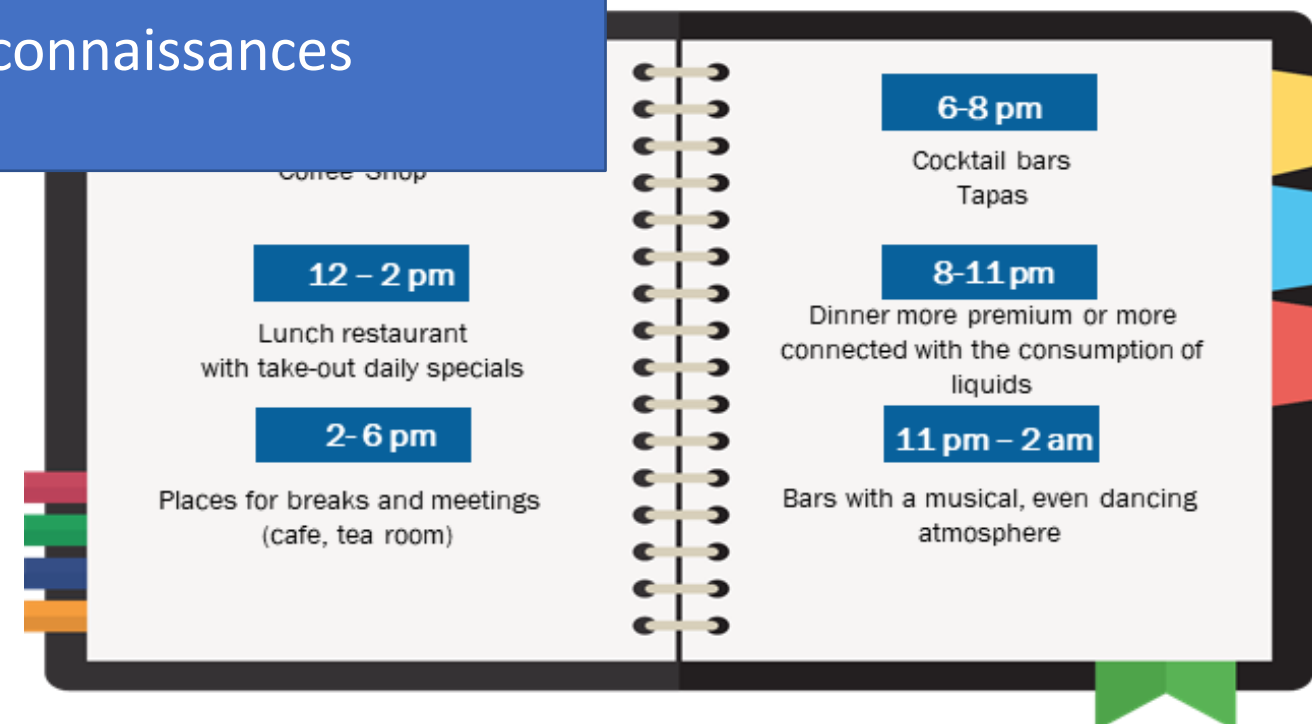 connaissances
Coffee Shop
12 – 2 pm
Lunch restaurant
with take-out daily specials
2- 6 pm
Places for breaks and meetings
(cafe, tea room)
6-8 pm
Cocktail bars
Tapas
8-11 pm
Dinner more premium or more
connected with the consumption of
liquids
11 pm – 2 am
Bars with a musical, even dancing
atmosphere